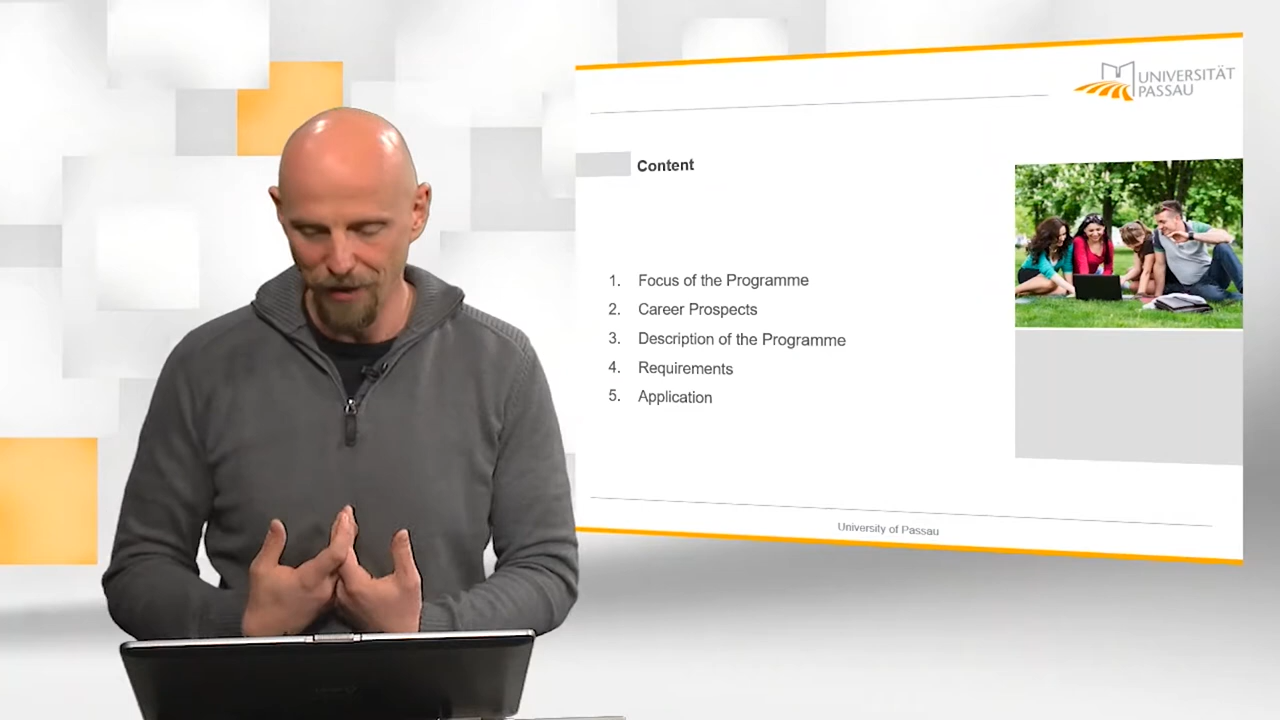 UNIVERSITÄT
PASSAU
Content
1. Focus of the Programme
2. Career Prospects
3. Description of the Programme
4. Requirements
5. Application
University of Passau